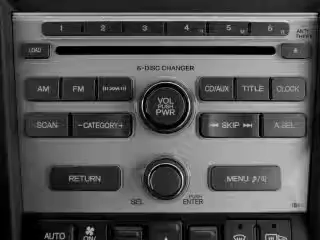 1 2 3 4 5 6
LOAD
6-DISC CHANGER
AM FM CD/AUX TITLE CLOCK
VOL
PUSH
PWR
SCAN − CATEGORY + SKIP A.SEL
RETURN MENU
SEL PUSH
ENTER
AUTO